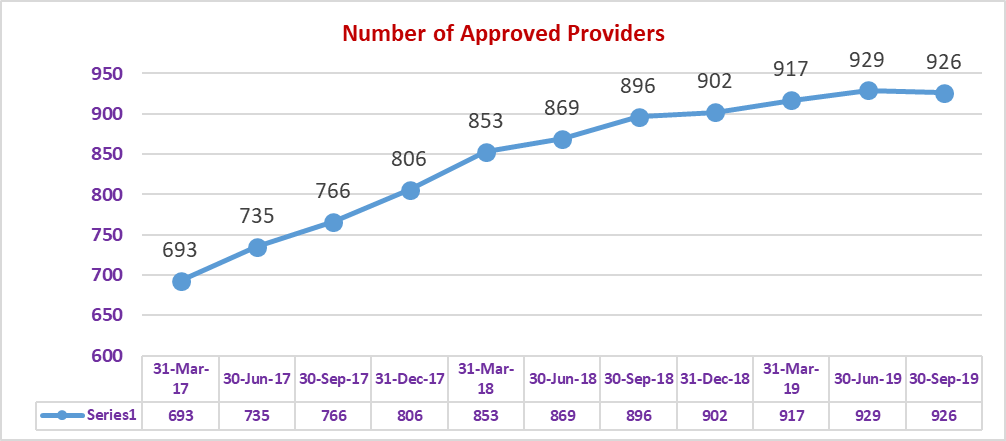 Number of Approved Providers
950
900
850
800
750
700
650
600
693
735
766
806
853
869
896
902
917
929
926
31-Mar-
17
30-Jun-17
30-Sep-17
31-Dec-17
31-Mar-
18
30-Jun-18
30-Sep-18
31-Dec-18
31-Mar-
19
30-Jun-19
30-Sep-19
Series1 693 735 766 806 853 869 896 902 917 929 926